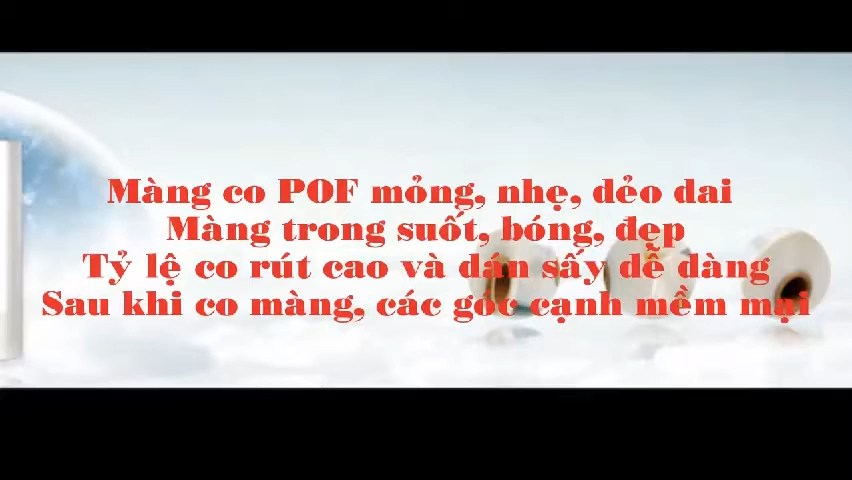 Màng co POF mỏng, nhẹ, dẻo dai
Màng trong suốt, bóng, đẹp
Tỷ lệ co rút cao và dán sấy dễ dàng
Sau khi co màng, các góc cạnh mềm mại